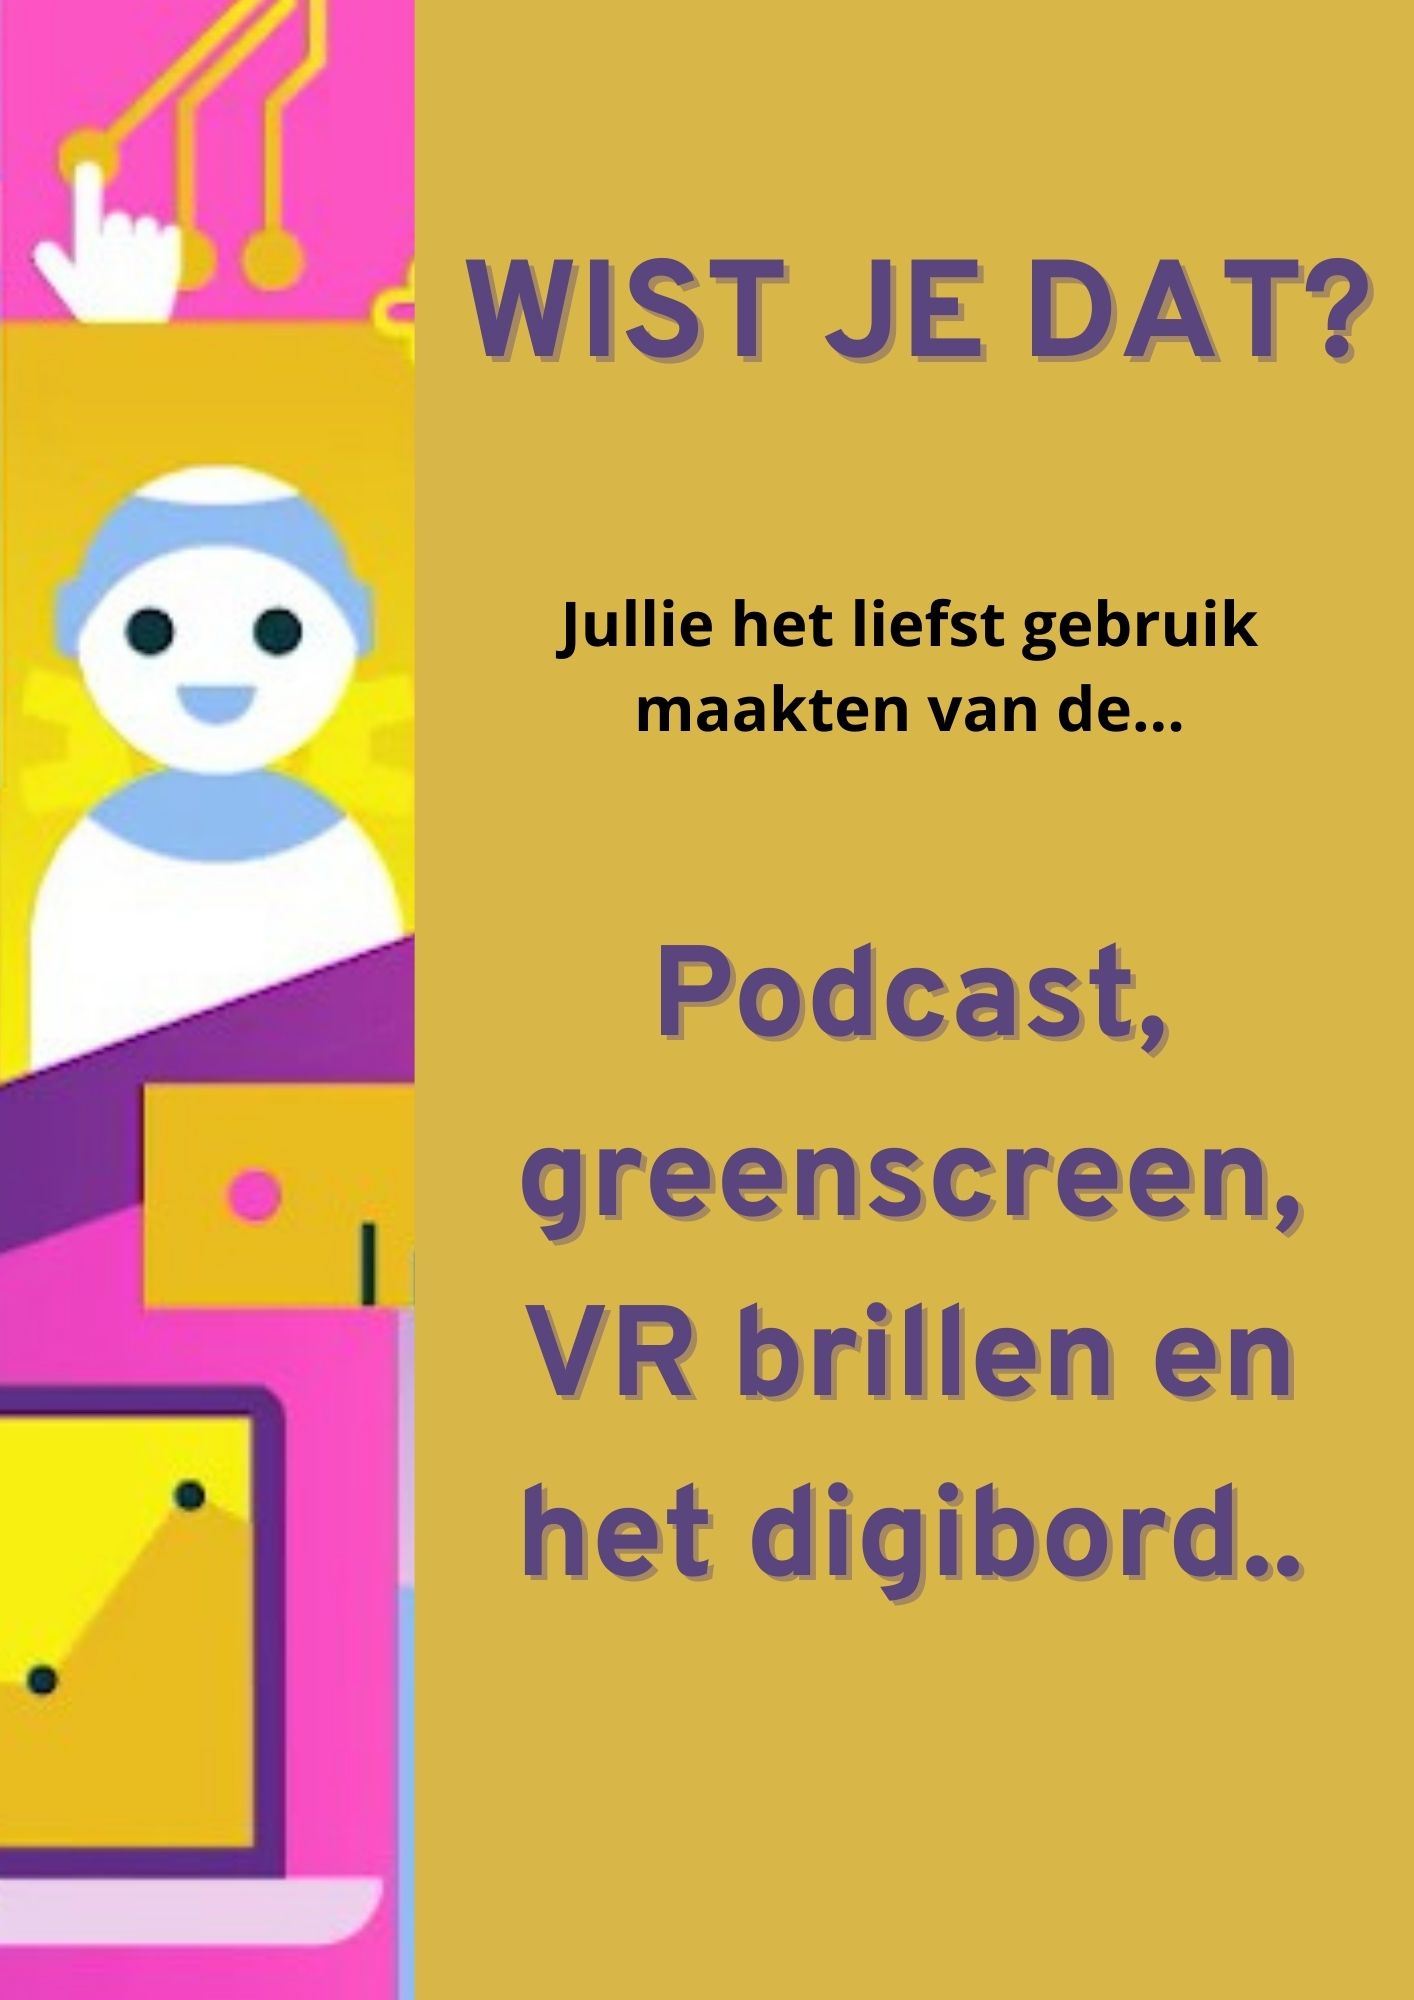 WIST JE DAT?
Jullie het liefst gebruik
maakten van de...
Podcast,
greenscreen,
VR brillen en
het digibord..